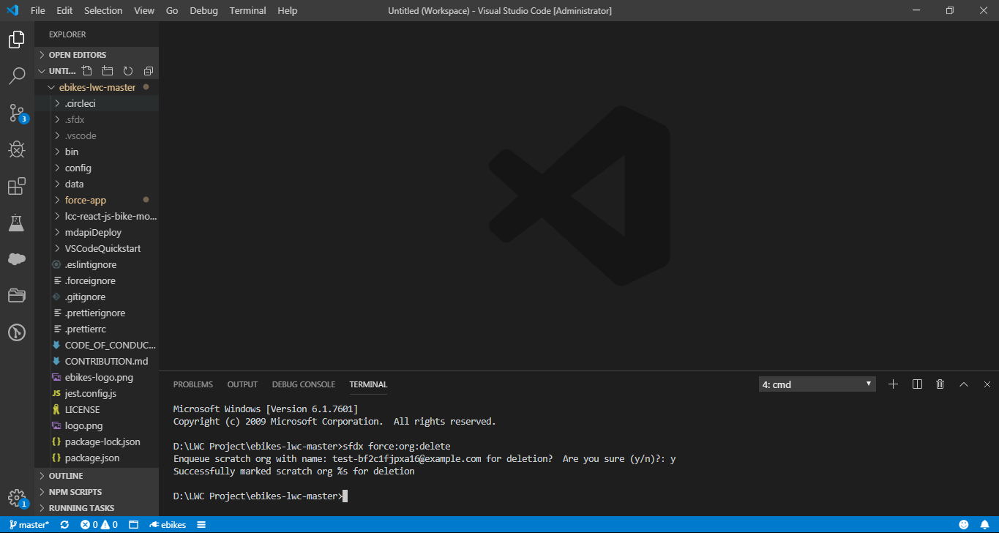 File Edit Selection View Go Debug Terminal Help
Untitled (Workspace) - Visual Studio Code [Administrator]
EXPLORER
OPEN EDITORS
UNTI...
ebikes-lwc-master
.circleci
.sfdx
.vscode
bin
config
data
force-app
lcc-react-js-bike-mo...
mdapiDeploy
VSCodeQuickstart
.eslintignore
.forceignore
.gitignore
.prettierignore
.prettierrc
CODE_OF_CONDUC...
CONTRIBUTION.md
ebikes-logo.png
JS jest.config.js
LICENSE
logo.png
{} package-lock.json
{} package.json
OUTLINE
NPM SCRIPTS
RUNNING TASKS
3
1
PROBLEMS OUTPUT DEBUG CONSOLE TERMINAL
4: cmd
Microsoft Windows [Version 6.1.7601]
Copyright (c) 2009 Microsoft Corporation.  All rights reserved.
D:\LWC Project\ebikes-lwc-master>sfdx force:org:delete
Enqueue scratch org with name: test-bf2c1fjpxa16@example.com for deletion?  Are you sure (y/n)?: y
Successfully marked scratch org %s for deletion
D:\LWC Project\ebikes-lwc-master>
master* 0 0 ebikes